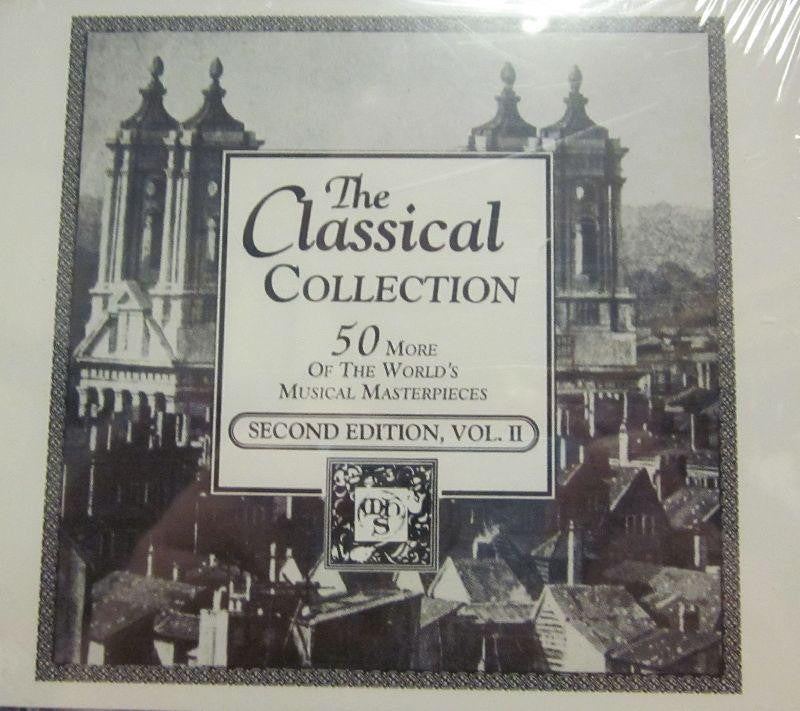 The
Classical
COLLECTION
50 MORE
OF THE WORLD'S
MUSICAL MASTERPIECES
SECOND EDITION, VOL. II